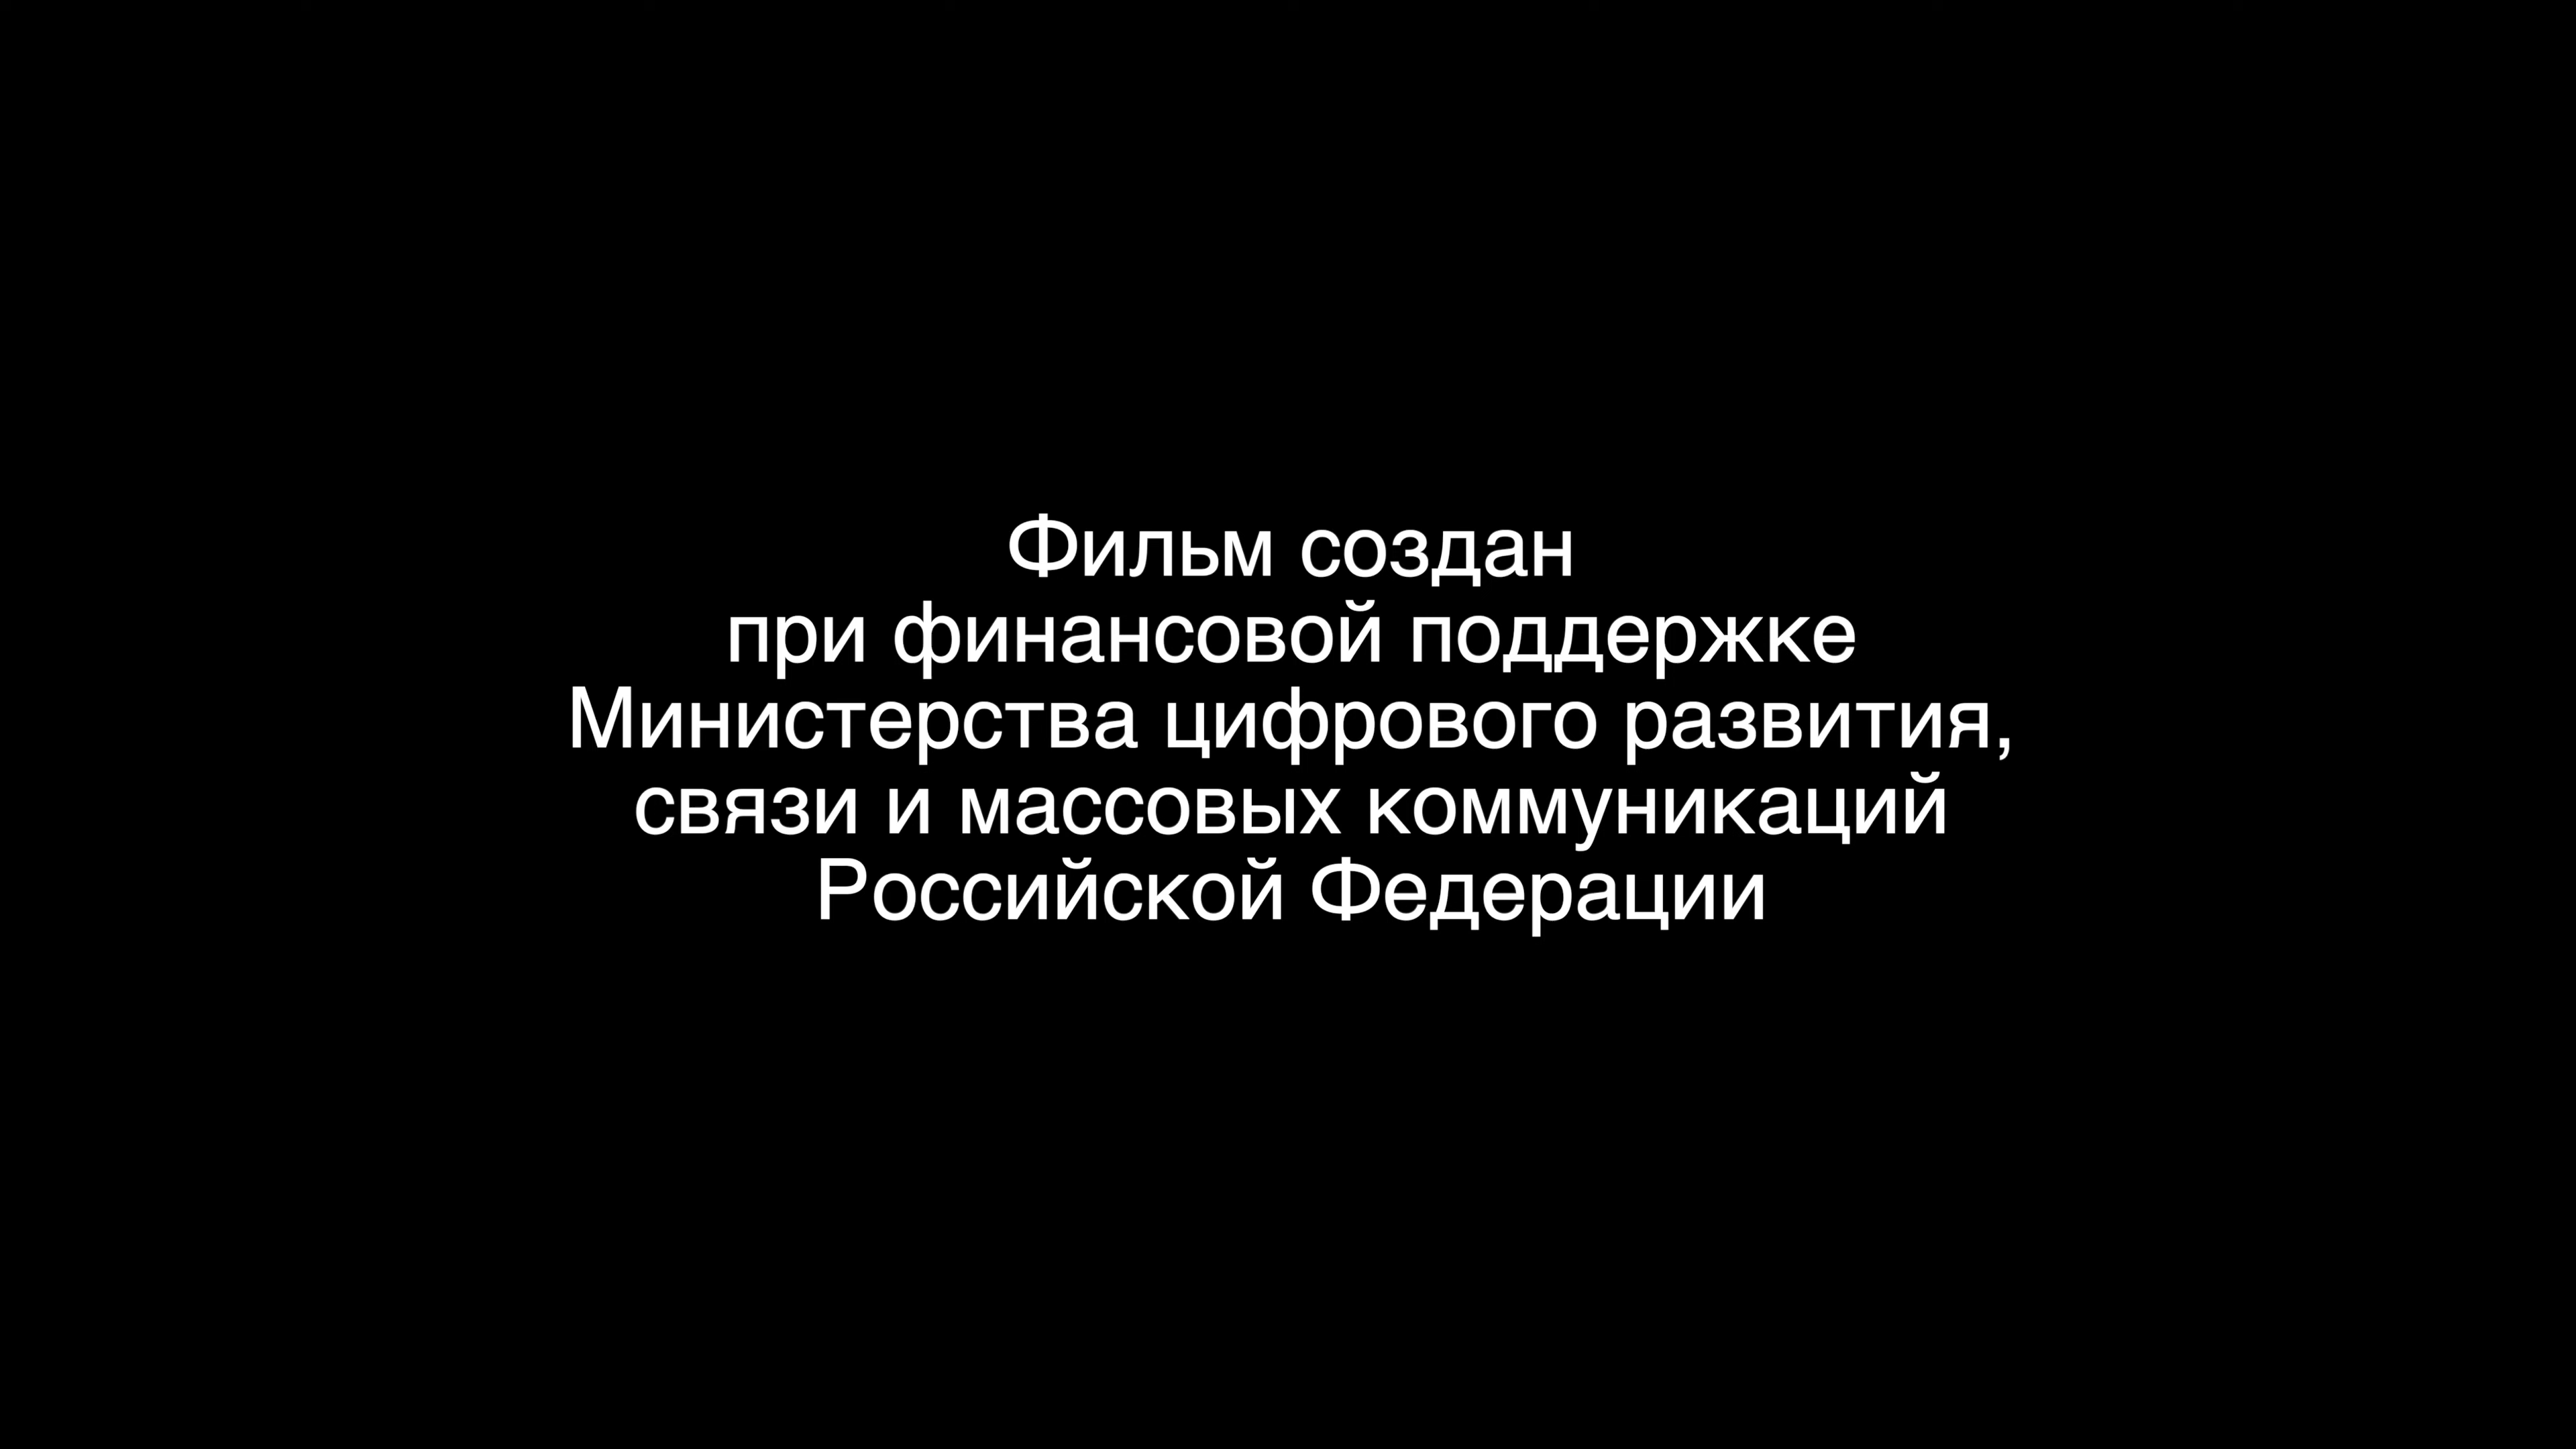 Фильм создан
при финансовой поддержке
Министерства цифрового развития,
связи и массовых коммуникаций
Российской Федерации